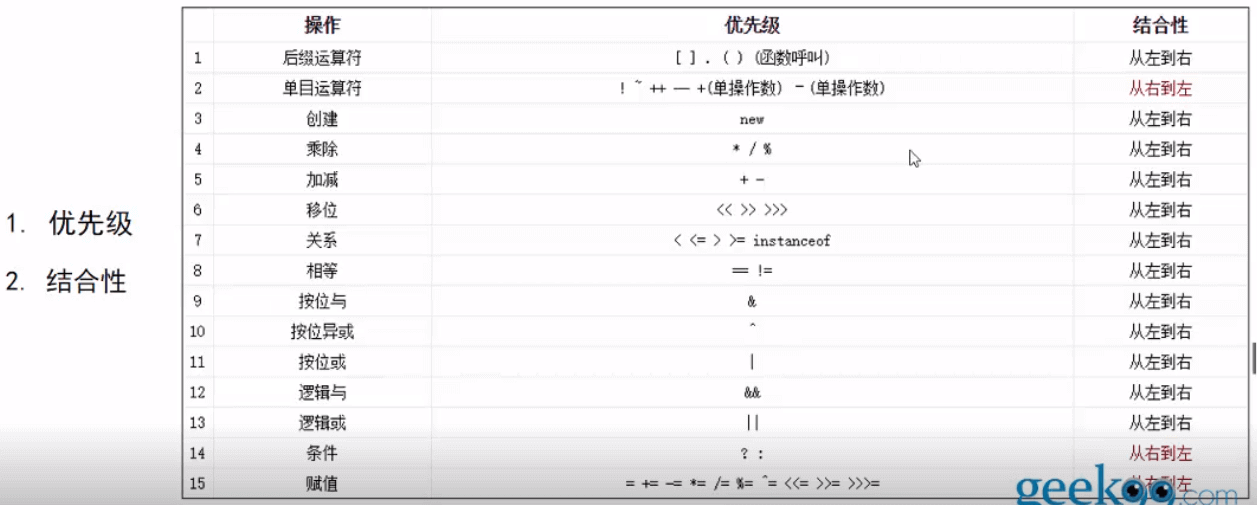 1. 优先级
2. 结合性
操作 优先级 结合性
1 后缀运算符 [ ] . ( ) (函数呼叫) 从左到右
2 单目运算符 ! ~ ++ -- +(单操作数) -(单操作数) 从右到左
3 创建 new 从左到右
4 乘除 * / % 从左到右
5 加减 + - 从左到右
6 移位 << >> >>> 从左到右
7 关系 < <= > >= instanceof 从左到右
8 相等 == != 从左到右
9 按位与 & 从左到右
10 按位异或 ^ 从左到右
11 按位或 | 从左到右
12 逻辑与 && 从左到右
13 逻辑或 || 从左到右
14 条件 ? : 从右到左
15 赋值 = += -= *= /= %= ^= <<= >>= >>>= 从右到左
geekoo.com